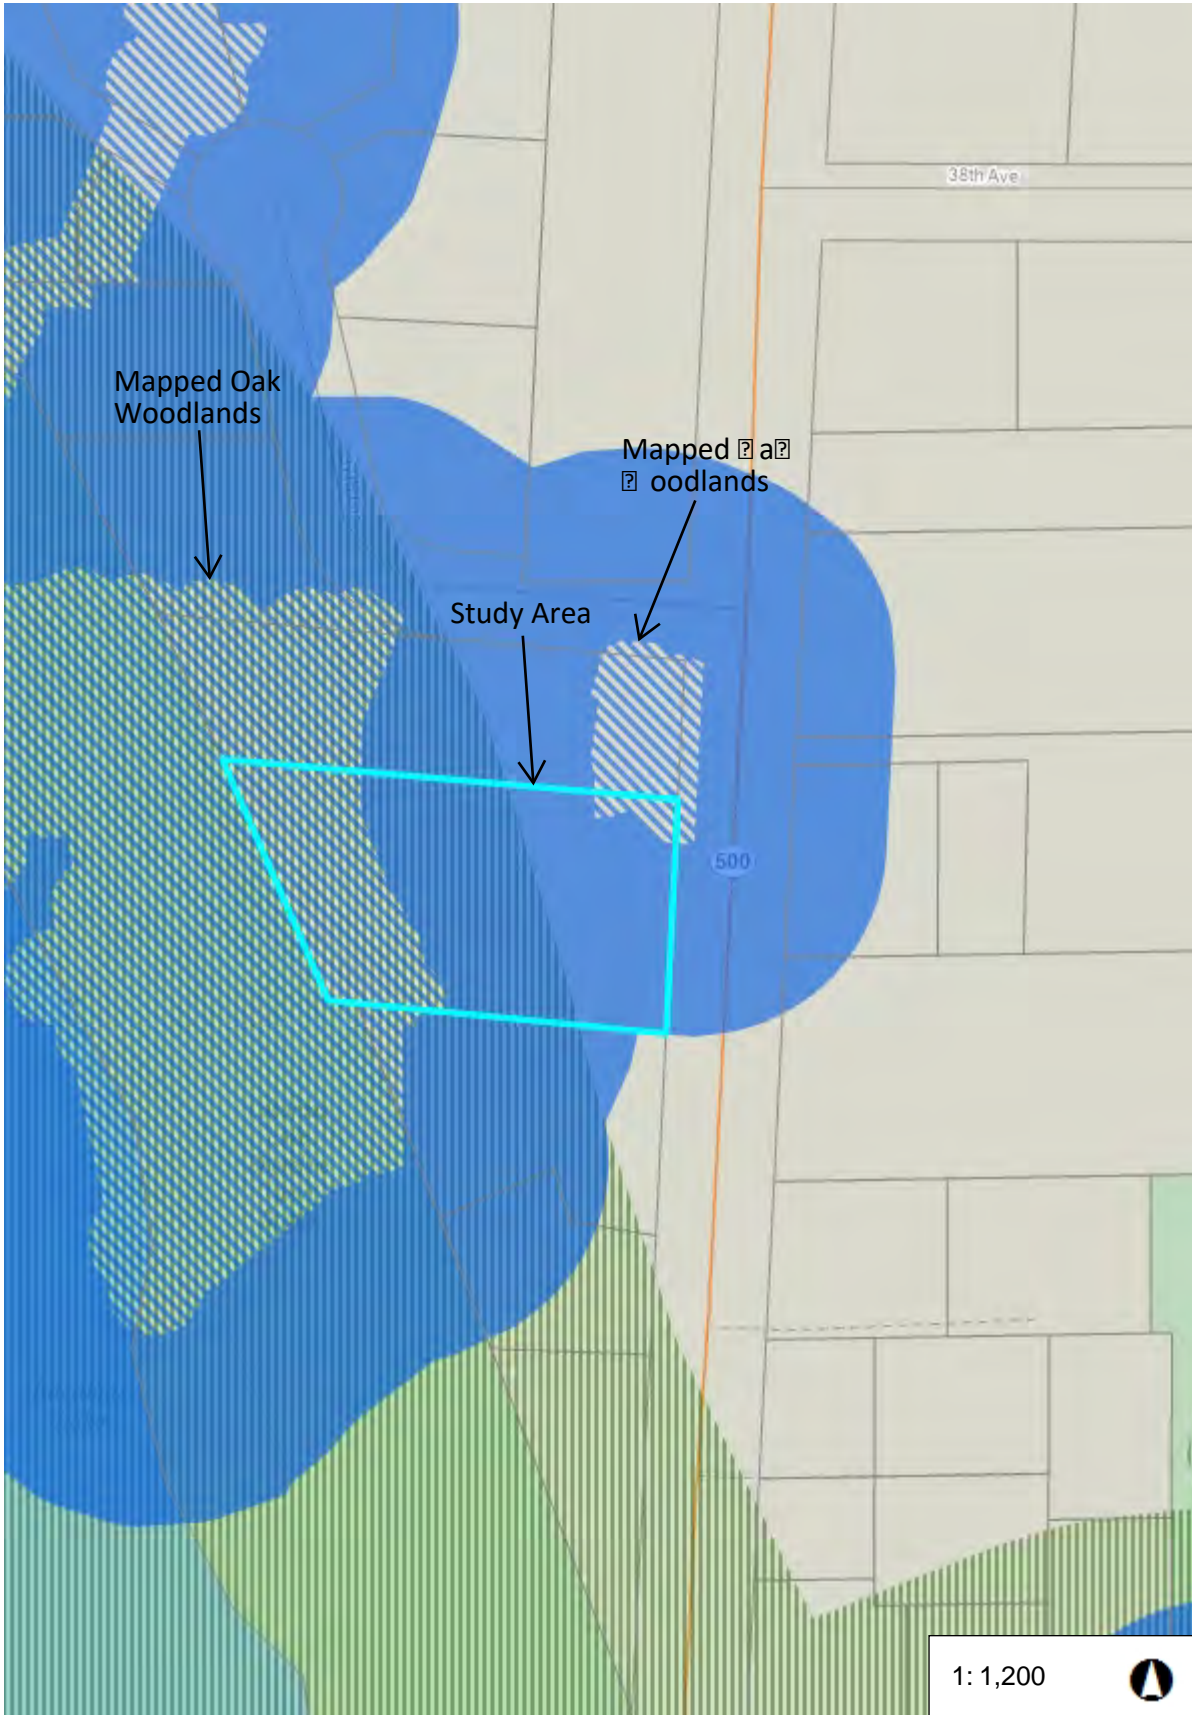 38th Ave
Mapped Oak
Woodlands
Mapped �a�
� oodlands
Study Area
500
1: 1,200